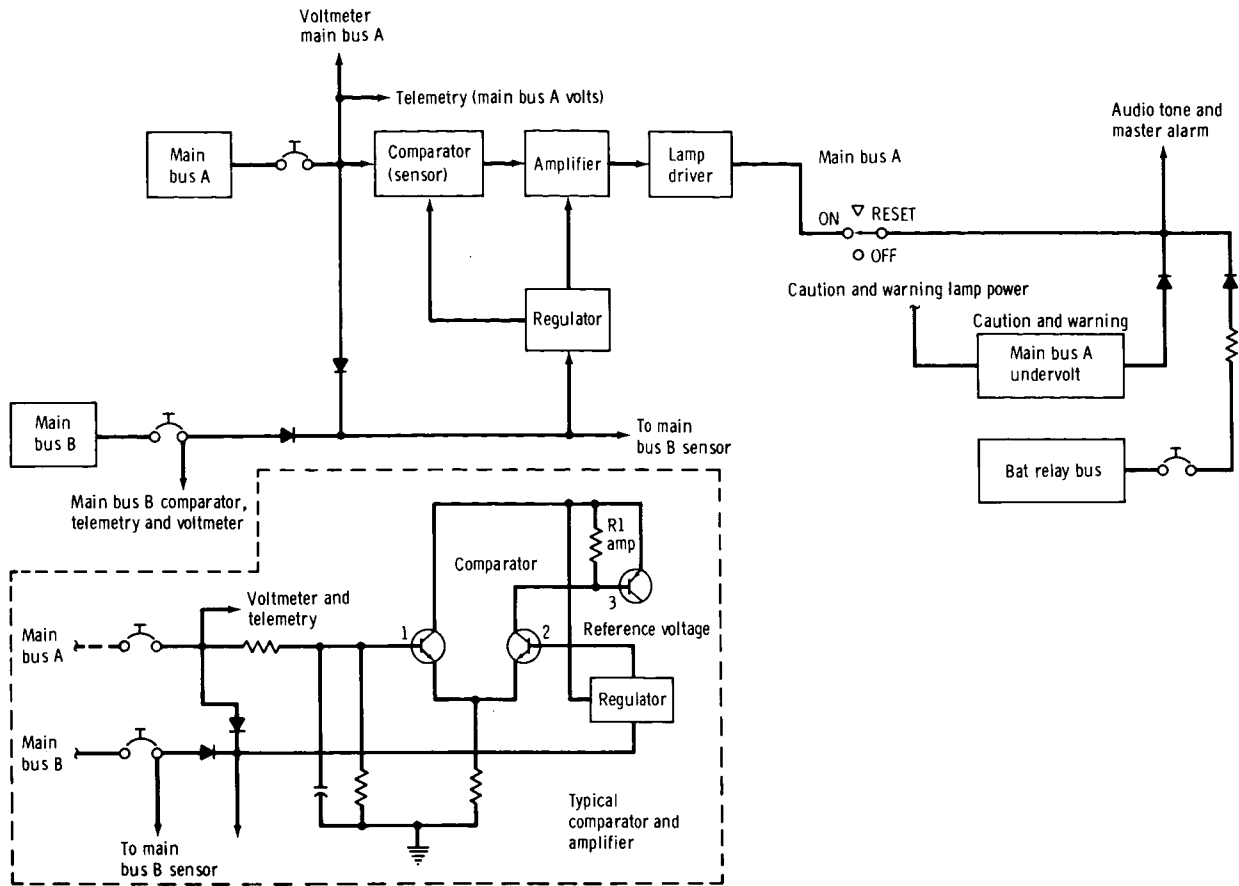 Voltmeter
main bus A
Telemetry (main bus A volts)
Audio tone and
master alarm
Main
bus A
Comparator
(sensor)
Amplifier
Lamp
driver
Main bus A
ON
RESET
OFF
Caution and warning lamp power
Regulator
Caution and warning
Main bus A
undervolt
Main
bus B
To main
bus B sensor
Bat relay bus
Main bus B comparator,
telemetry and voltmeter
R1
amp
Comparator
3
Voltmeter and
telemetry
Main
bus A
1
2
Reference voltage
Regulator
Main
bus B
Typical
comparator and
amplifier
To main
bus B sensor